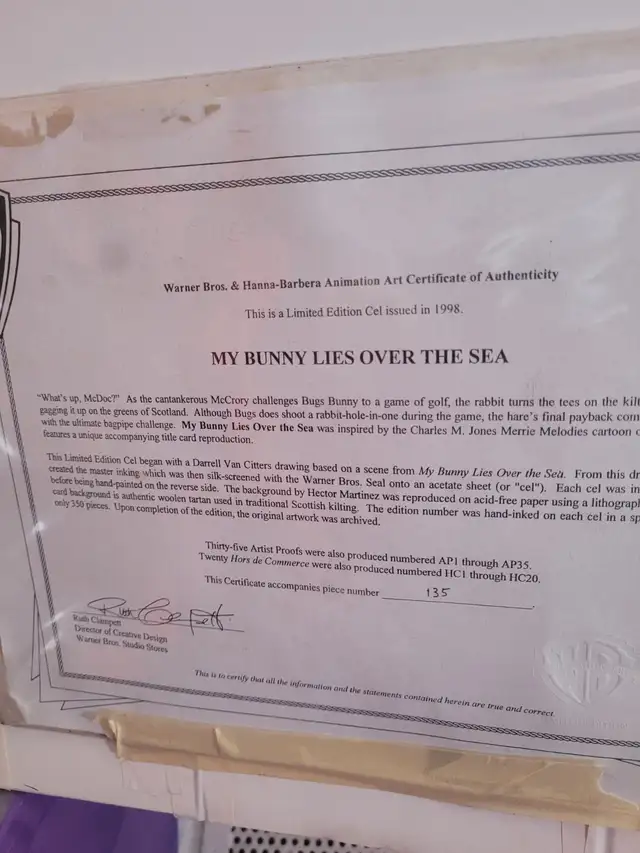 Warner Bros. & Hanna-Barbera Animation Art Certificate of Authenticity
This is a Limited Edition Cel issued in 1998.
MY BUNNY LIES OVER THE SEA
"What's up, McDoc?" As the cantankerous McCrory challenges Bugs Bunny to a game of golf, the rabbit turns the tees on the kilt
gagging it up on the greens of Scotland. Although Bugs does shoot a rabbit-hole-in-one during the game, the hare's final payback com
with the ultimate bagpipe challenge. My Bunny Lies Over the Sea was inspired by the Charles M. Jones Merrie Melodies cartoon
features a unique accompanying title card reproduction.
This Limited Edition Cel began with a Darrell Van Citters drawing based on a scene from My Bunny Lies Over the Sea. From this dr
created the master inking which was then silk-screened with the Warner Bros. Seal onto an acetate sheet (or "cel"). Each cel was in
before being hand-painted on the reverse side. The background by Hector Martinez was reproduced on acid-free paper using a lithograph
card background is authentic woolen tartan used in traditional Scottish kilting. The edition number was hand-inked on each cel in a sp
only 350 pieces. Upon completion of the edition, the original artwork was archived.
Thirty-five Artist Proofs were also produced numbered AP1 through AP35.
Twenty Hors de Commerce were also produced numbered HC1 through HC20.
This Certificate accompanies piece number 135.
Ruth Clampett
Ruth Clampett
Director of Creative Design
Warner Bros. Studio Stores
This is to certify that all the information and the statements contained herein are true and correct.
WB